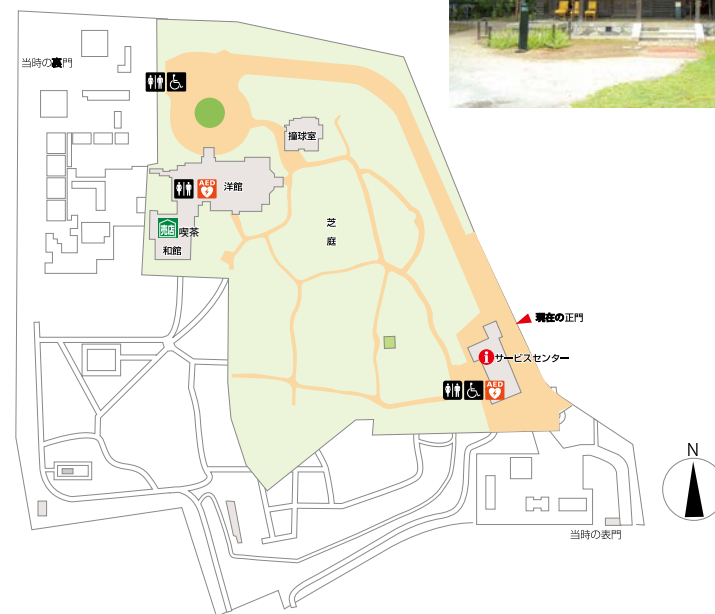 当時の裏門
撞球室
AED
洋館
売店
喫茶
和館
芝庭
現在の正門
i サービスセンター
AED
N
当時の表門